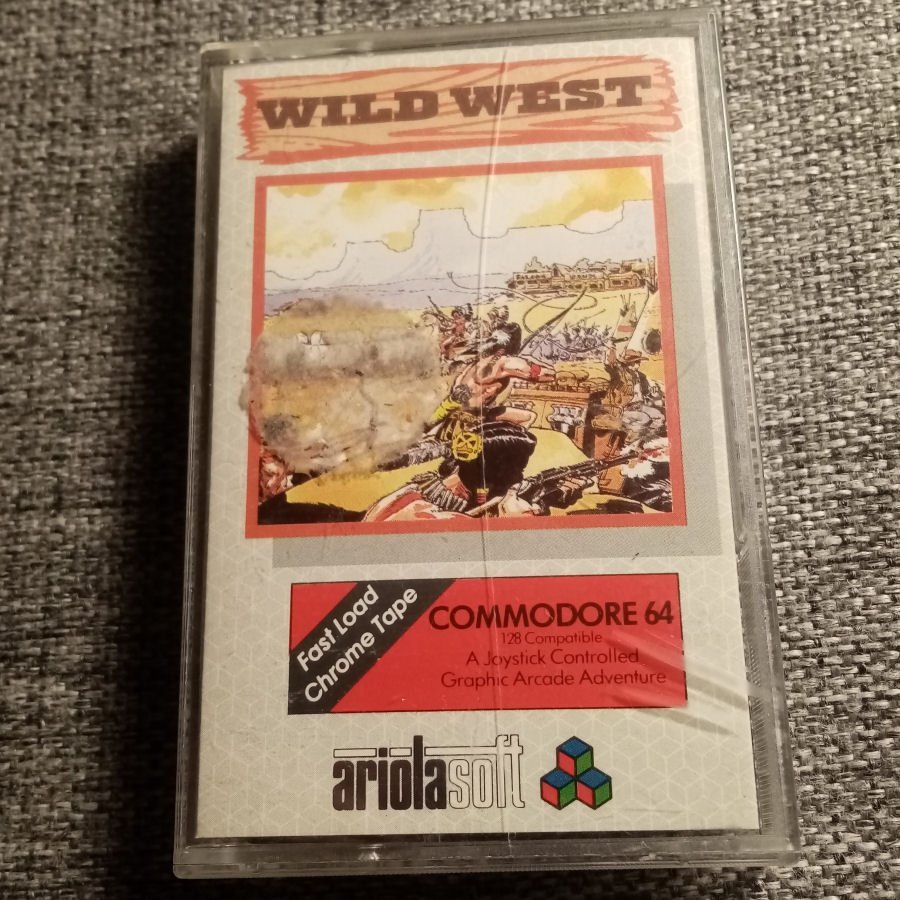 WILD WEST
Fast Load
Chrome Tape
COMMODORE 64
128 Compatible
A Joystick Controlled
Graphic Arcade Adventure
ariolasoft